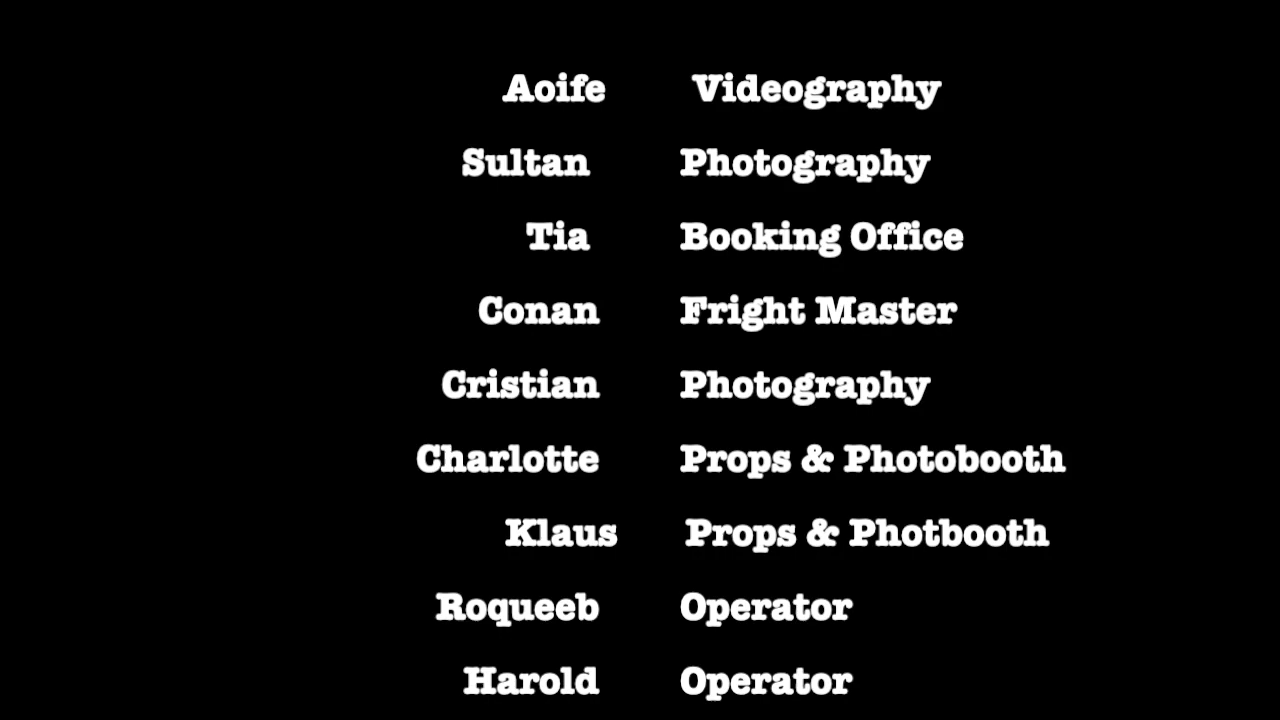 Aoife Videography
Sultan Photography
Tia Booking Office
Conan Fright Master
Cristian Photography
Charlotte Props & Photobooth
Klaus Props & Photbooth
Roqueeb Operator
Harold Operator